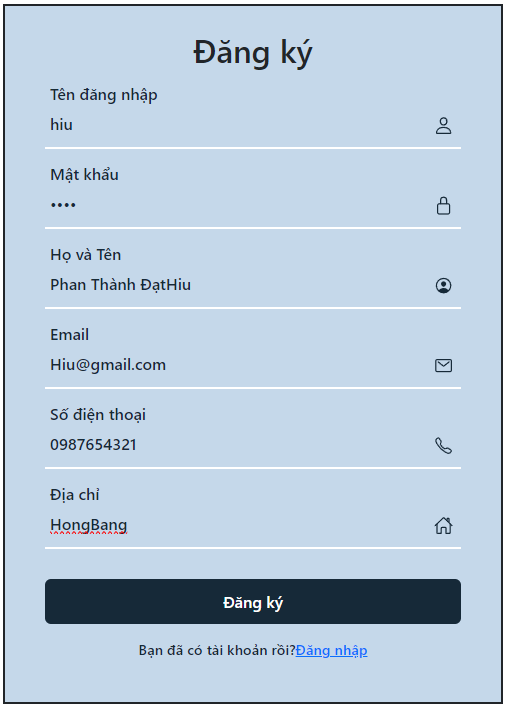 Đăng ký
Tên đăng nhập
hiu
Mật khẩu
••••
Họ và Tên
Phan Thành ĐạtHiu
Email
Hiu@gmail.com
Số điện thoại
0987654321
Địa chỉ
HongBang
Đăng ký
Bạn đã có tài khoản rồi?Đăng nhập